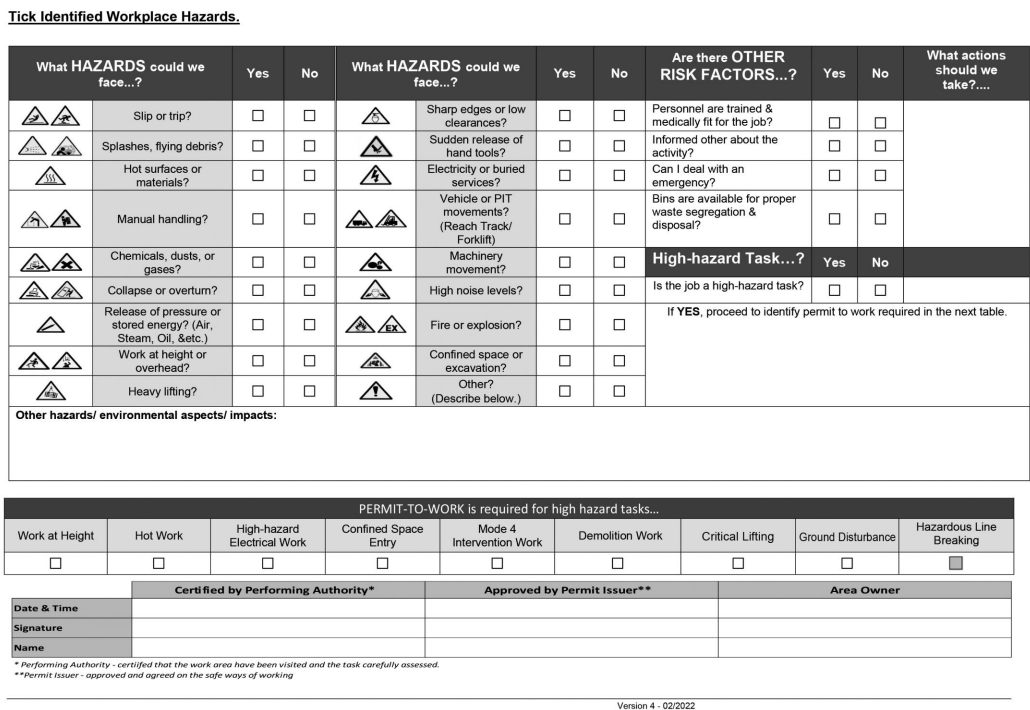 Tick Identified Workplace Hazards.
What HAZARDS could we
face...?
Yes
No
What HAZARDS could we
face...?
Yes
No
Are there OTHER
RISK FACTORS...?
Yes
No
What actions
should we
take?....
Slip or trip?
Sharp edges or low
clearances?
Personnel are trained &
medically fit for the job?
Splashes, flying debris?
Sudden release of
hand tools?
Informed other about the
activity?
Hot surfaces or
materials?
Electricity or buried
services?
Can I deal with an
emergency?
Manual handling?
Vehicle or PIT
movements?
(Reach Track/
Forklift)
Bins are available for proper
waste segregation &
disposal?
Chemicals, dusts, or
gases?
Machinery
movement?
High-hazard Task...?
Yes
No
Collapse or overturn?
High noise levels?
Is the job a high-hazard task?
Release of pressure or
stored energy? (Air,
Steam, Oil, &etc.)
EX
Fire or explosion?
If YES, proceed to identify permit to work required in the next table.
Work at height or
overhead?
Confined space or
excavation?
Heavy lifting?
Other?
(Describe below.)
Other hazards/ environmental aspects/ impacts:
PERMIT-TO-WORK is required for high hazard tasks...
Work at Height
Hot Work
High-hazard
Electrical Work
Confined Space
Entry
Mode 4
Intervention Work
Demolition Work
Critical Lifting
Ground Disturbance
Hazardous Line
Breaking
Certified by Performing Authority*
Approved by Permit Issuer**
Area Owner
Date & Time
Signature
Name
* Performing Authority - certiifed that the work area have been visited and the task carefully assessed.
**Permit Issuer - approved and agreed on the safe ways of working
Version 4 - 02/2022